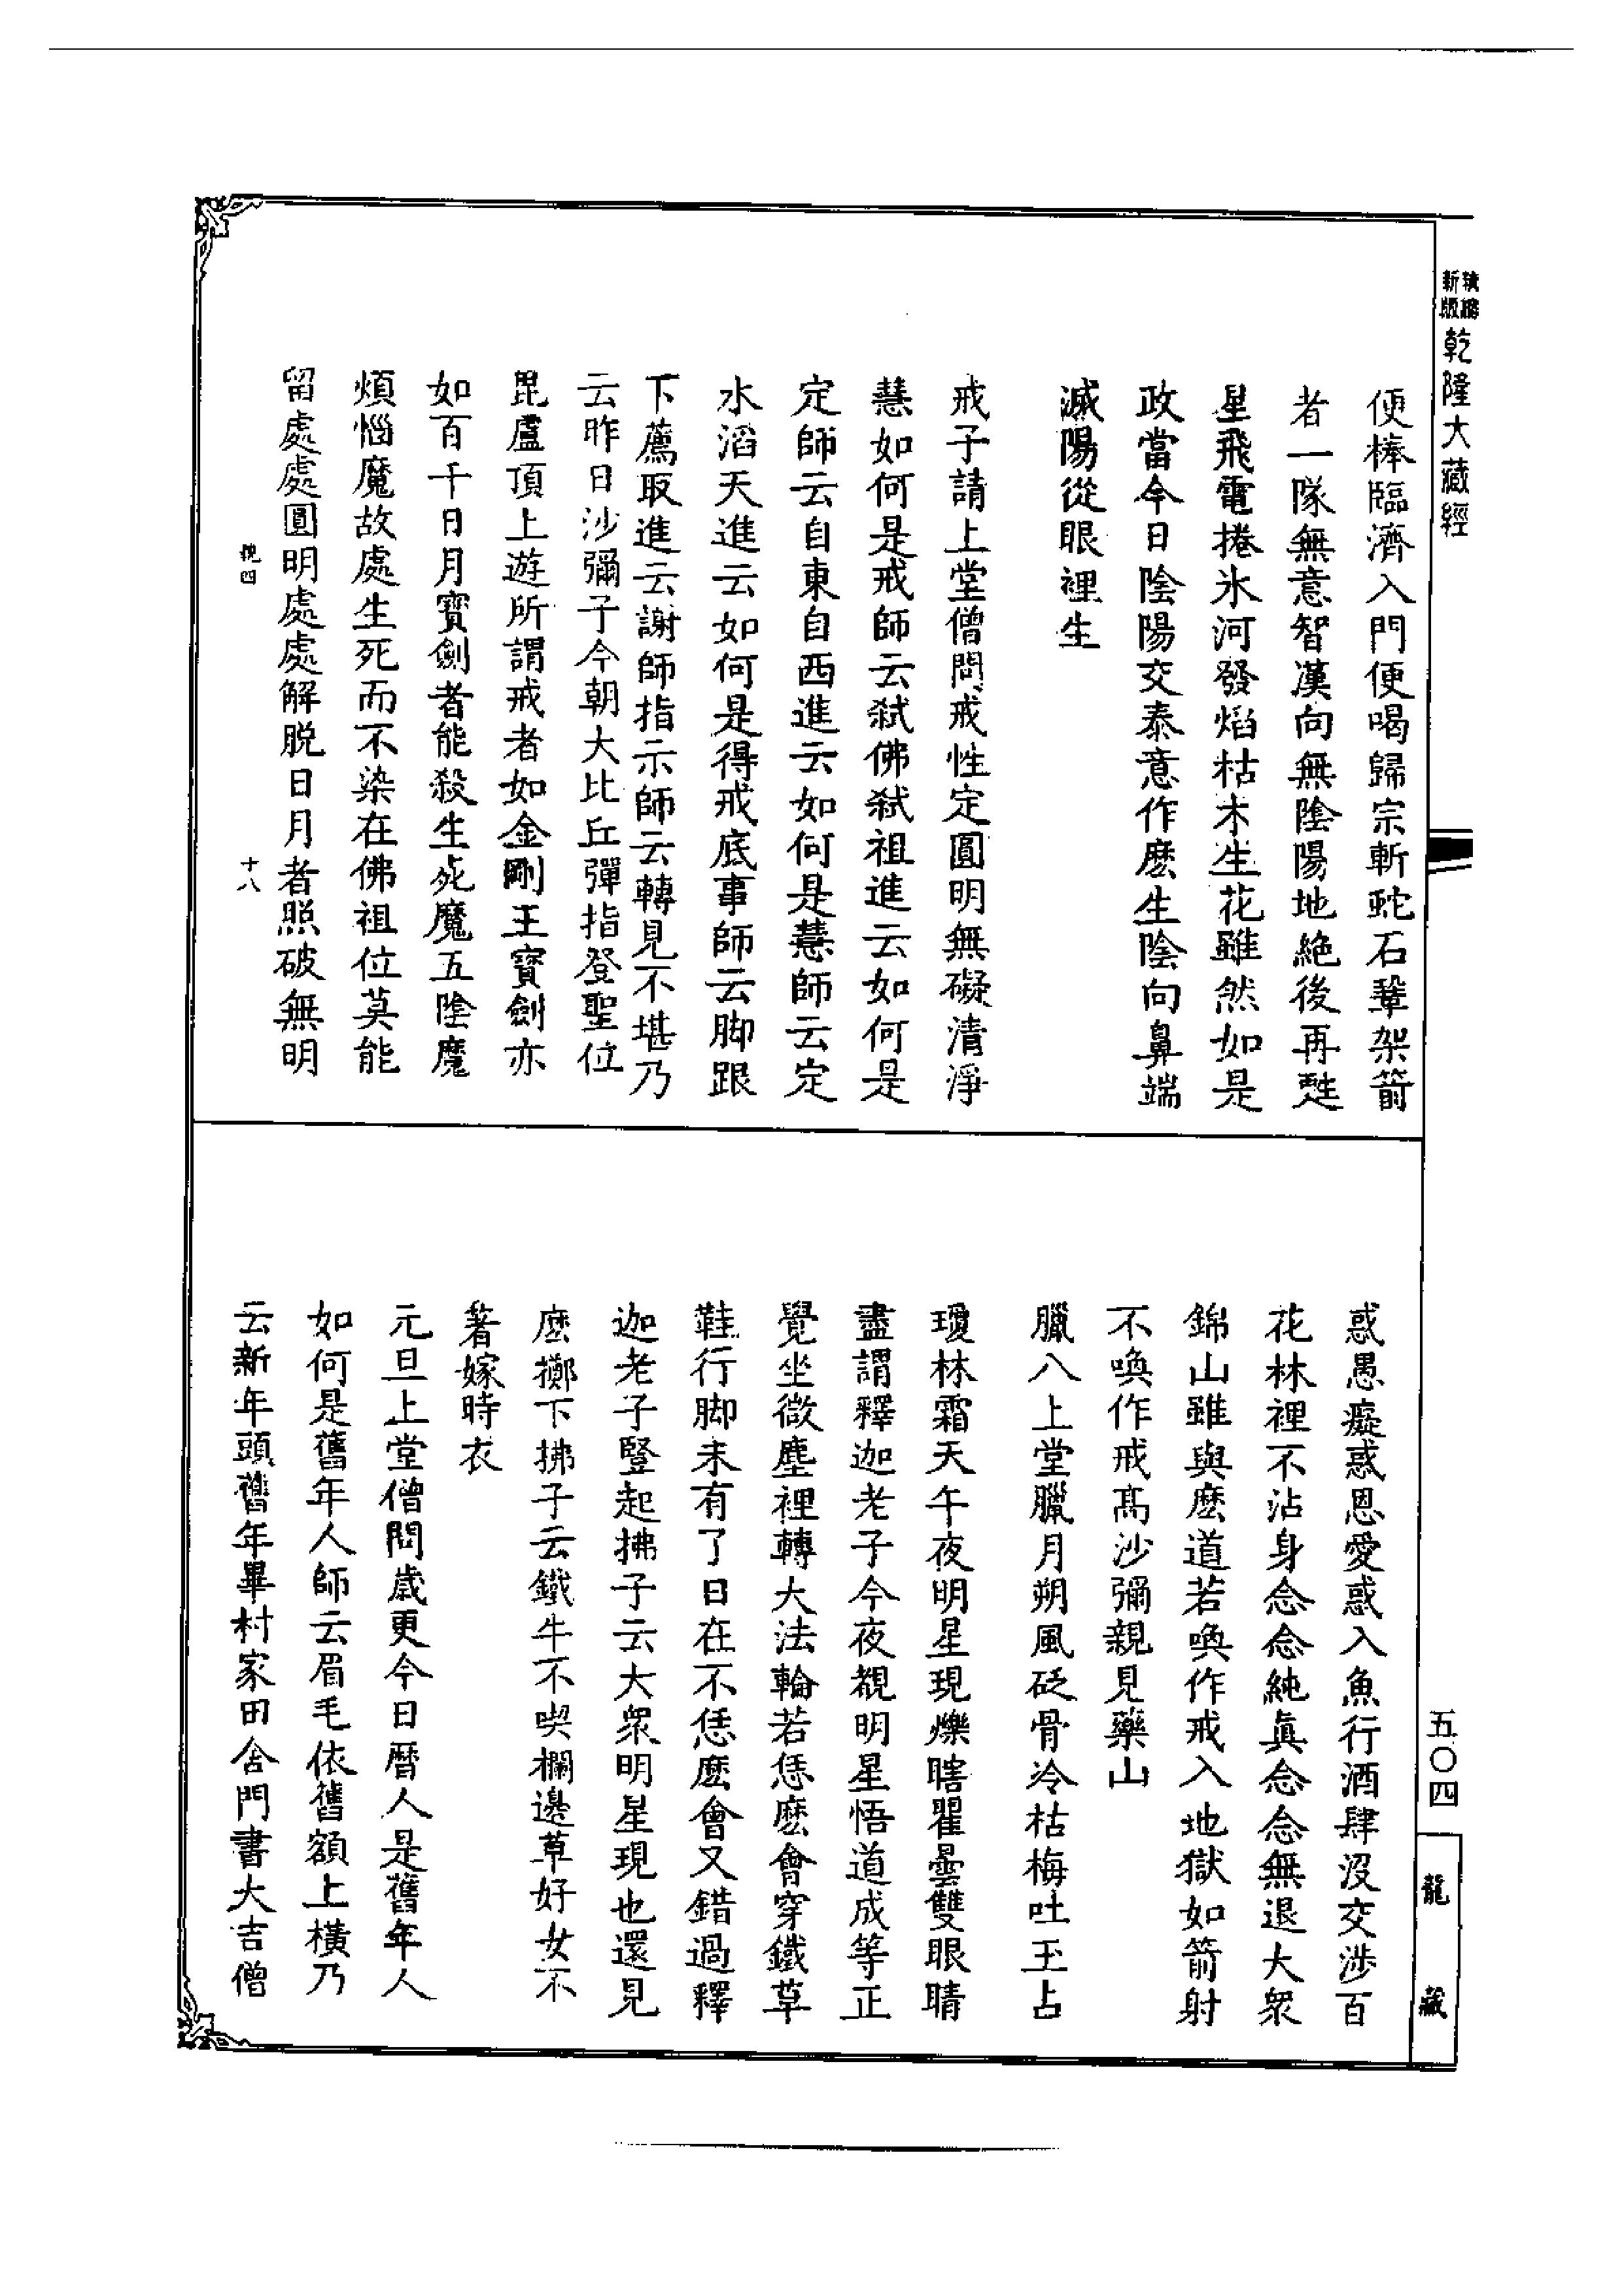 新版
乾隆大藏經
便棒臨濟入門便喝歸宗斬蛇石鞏架箭
者一隊無意智漢向無陰陽地絕後再甦
星飛電捲氷河發焰枯木生花雖然如是
政當今日陰陽交泰意作麽生陰向鼻端
滅陽從眼裡生
戒子請上堂僧問戒性定圓明無礙清淨
慧如何是戒師云弒佛弒祖進云如何是
定師云自東自西進云如何是慧師云定
水滔天進云如何是得戒底事師云脚跟
下薦取進云謝師指示師云轉見不堪乃
云昨日沙彌子今朝大比丘彈指登聖位
毘盧頂上遊所謂戒者如金剛王寶劍亦
如百千日月寶劍者能殺生死魔五陰魔
煩惱魔故處生死而不染在佛祖位莫能
留處處圓明處處解脱日月者照破無明
四
十八
惑愚癡惑恩愛惑入魚行酒肆沒交涉百
花林裡不沾身念念純眞念念無退大衆
錦山雖與麽道若喚作戒入地獄如箭射
不喚作戒髙沙彌親見藥山
臘八上堂臘月朔風砭骨冷枯梅吐玉占
瓊林霜天午夜明星現爍瞎瞿曇雙眼睛
盡謂釋迦老子今夜覩明星悟道成等正
覺坐微塵裡轉大法輪若恁麽會穿鐵草
鞋行脚未有了日在不恁麽會又錯過釋
迦老子豎起拂子云大衆明星現也還見
麽擲下拂子云鐵牛不喫欄邊草好女不
著嫁時衣
元旦上堂僧問歲更今日曆人是舊年人
如何是舊年人師云眉毛依舊額上橫乃
云新年頭舊年畢村家田舍門書大吉僧
五〇四
龍藏